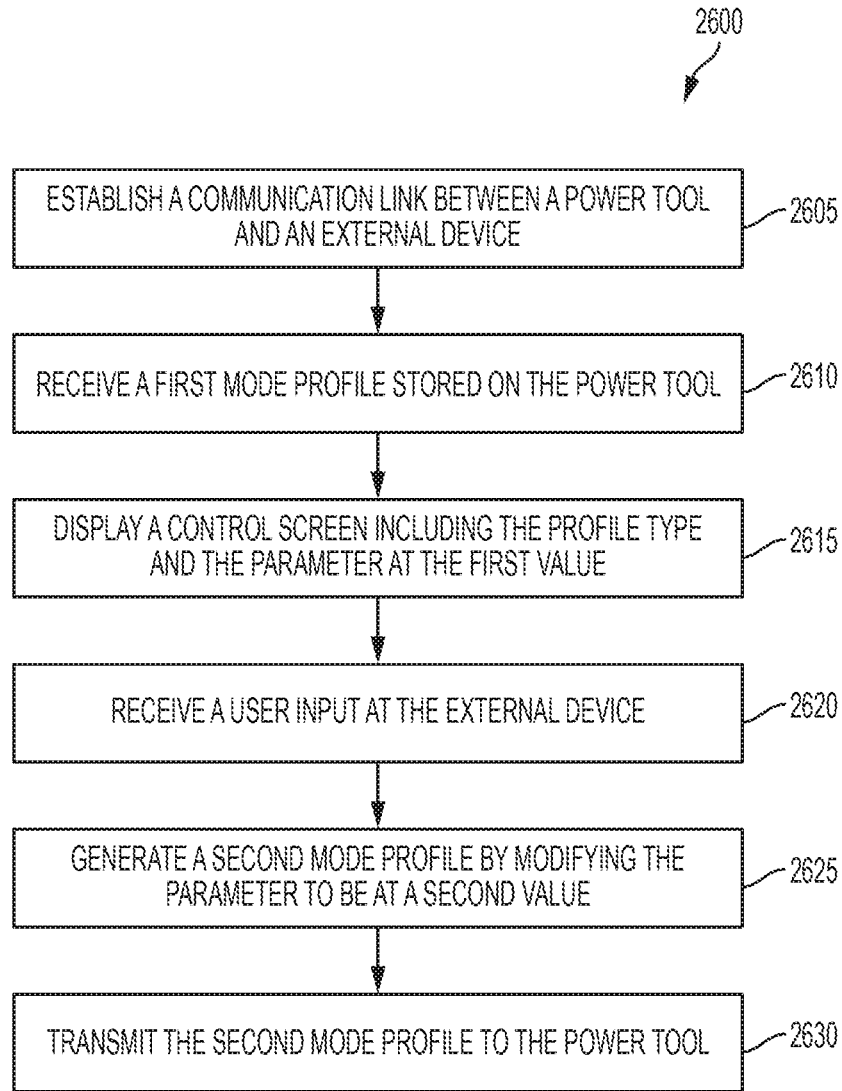 2600
ESTABLISH A COMMUNICATION LINK BETWEEN A POWER TOOL
AND AN EXTERNAL DEVICE
2605
RECEIVE A FIRST MODE PROFILE STORED ON THE POWER TOOL
2610
DISPLAY A CONTROL SCREEN INCLUDING THE PROFILE TYPE
AND THE PARAMETER AT THE FIRST VALUE
2615
RECEIVE A USER INPUT AT THE EXTERNAL DEVICE
2620
GENERATE A SECOND MODE PROFILE BY MODIFYING THE
PARAMETER TO BE AT A SECOND VALUE
2625
TRANSMIT THE SECOND MODE PROFILE TO THE POWER TOOL
2630